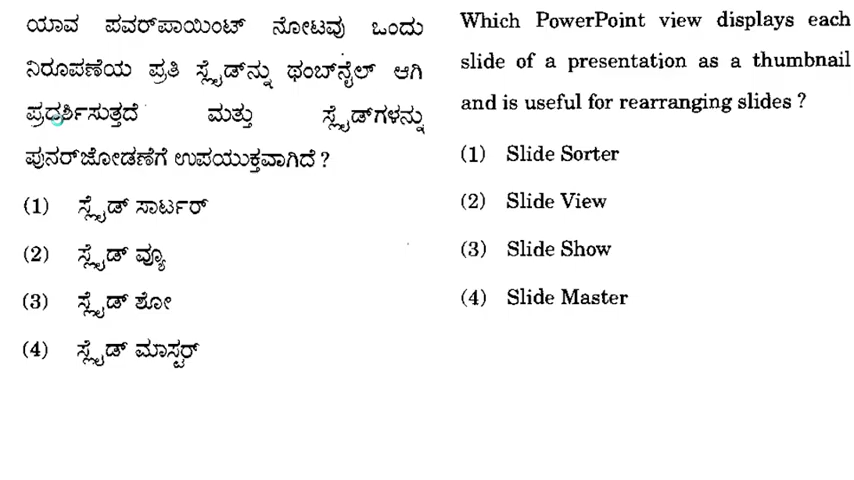 ಯಾವ ಪವರ್‌ಪಾಯಿಂಟ್ ನೋಟವು ಒಂದು
ನಿರೂಪಣೆಯ ಪ್ರತಿ ಸ್ಲೈಡ್‌ನ್ನು ಥಂಬ್‌ನೈಲ್ ಆಗಿ
ಪ್ರದರ್ಶಿಸುತ್ತದೆ ಮತ್ತು ಸ್ಲೈಡ್‌ಗಳನ್ನು
ಪುನರ್‌ಜೋಡಣೆಗೆ ಉಪಯುಕ್ತವಾಗಿದೆ ?
(1) ಸ್ಲೈಡ್ ಸಾರ್ಟರ್
(2) ಸ್ಲೈಡ್ ವ್ಯೂ
(3) ಸ್ಲೈಡ್ ಶೋ
(4) ಸ್ಲೈಡ್ ಮಾಸ್ಟರ್
Which PowerPoint view displays each
slide of a presentation as a thumbnail
and is useful for rearranging slides ?
(1) Slide Sorter
(2) Slide View
(3) Slide Show
(4) Slide Master